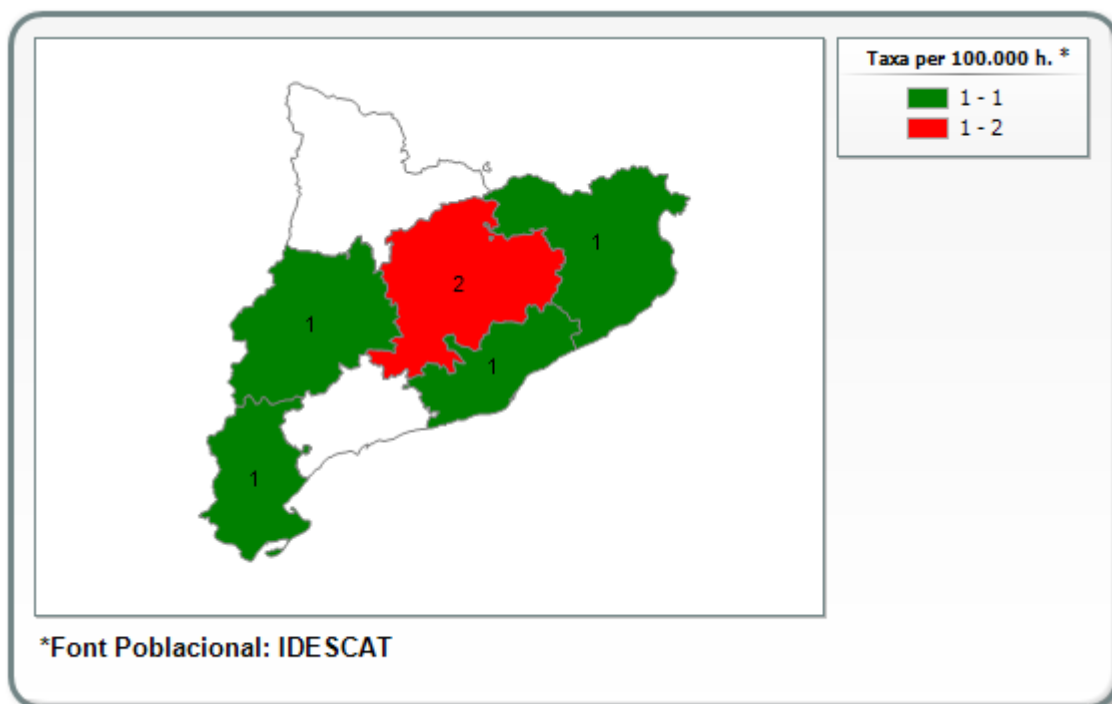 Taxa per 100.000 h. *
1 - 1
1 - 2
1
2
1
1
1
*Font Poblacional: IDESCAT